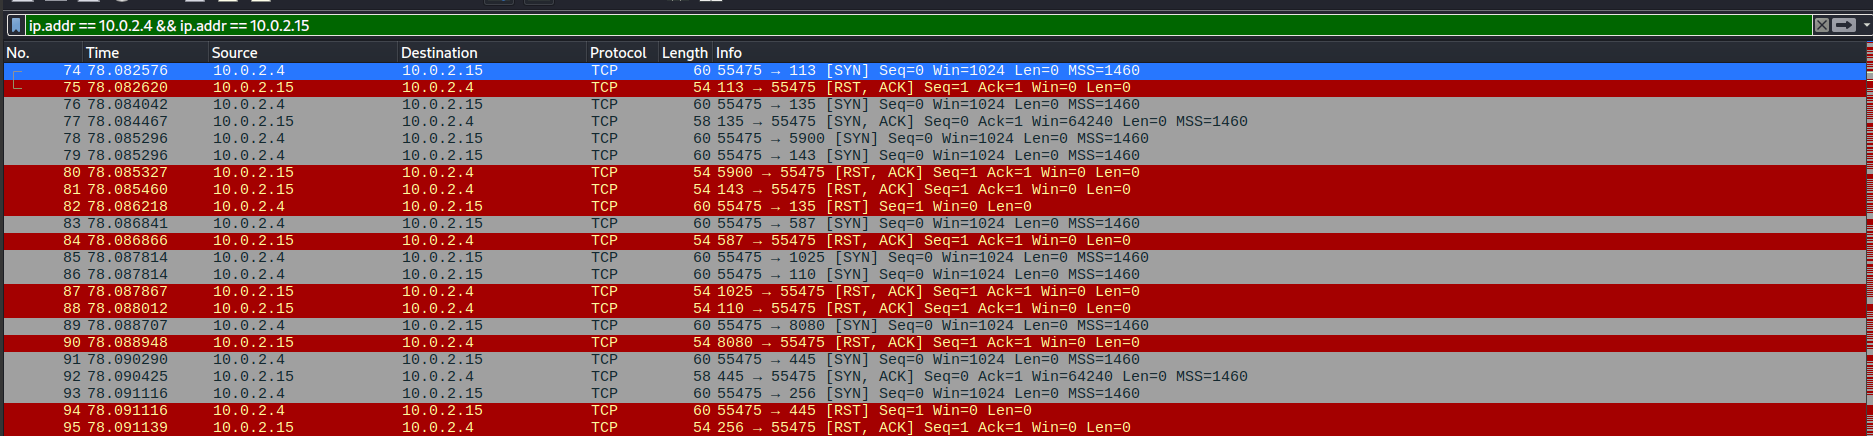 ip.addr == 10.0.2.4 && ip.addr == 10.0.2.15
No. Time Source Destination Protocol Length Info
74 78.082576 10.0.2.4 10.0.2.15 TCP 60 55475 → 113 [SYN] Seq=0 Win=1024 Len=0 MSS=1460
75 78.082620 10.0.2.15 10.0.2.4 TCP 54 113 → 55475 [RST, ACK] Seq=1 Ack=1 Win=0 Len=0
76 78.084042 10.0.2.4 10.0.2.15 TCP 60 55475 → 135 [SYN] Seq=0 Win=1024 Len=0 MSS=1460
77 78.084467 10.0.2.15 10.0.2.4 TCP 58 135 → 55475 [SYN, ACK] Seq=0 Ack=1 Win=64240 Len=0 MSS=1460
78 78.085296 10.0.2.4 10.0.2.15 TCP 60 55475 → 5900 [SYN] Seq=0 Win=1024 Len=0 MSS=1460
79 78.085296 10.0.2.4 10.0.2.15 TCP 60 55475 → 143 [SYN] Seq=0 Win=1024 Len=0 MSS=1460
80 78.085327 10.0.2.15 10.0.2.4 TCP 54 5900 → 55475 [RST, ACK] Seq=1 Ack=1 Win=0 Len=0
81 78.085460 10.0.2.15 10.0.2.4 TCP 54 143 → 55475 [RST, ACK] Seq=1 Ack=1 Win=0 Len=0
82 78.086218 10.0.2.4 10.0.2.15 TCP 60 55475 → 135 [RST] Seq=1 Win=0 Len=0
83 78.086841 10.0.2.4 10.0.2.15 TCP 60 55475 → 587 [SYN] Seq=0 Win=1024 Len=0 MSS=1460
84 78.086866 10.0.2.15 10.0.2.4 TCP 54 587 → 55475 [RST, ACK] Seq=1 Ack=1 Win=0 Len=0
85 78.087814 10.0.2.4 10.0.2.15 TCP 60 55475 → 1025 [SYN] Seq=0 Win=1024 Len=0 MSS=1460
86 78.087814 10.0.2.4 10.0.2.15 TCP 60 55475 → 110 [SYN] Seq=0 Win=1024 Len=0 MSS=1460
87 78.087867 10.0.2.15 10.0.2.4 TCP 54 1025 → 55475 [RST, ACK] Seq=1 Ack=1 Win=0 Len=0
88 78.088012 10.0.2.15 10.0.2.4 TCP 54 110 → 55475 [RST, ACK] Seq=1 Ack=1 Win=0 Len=0
89 78.088707 10.0.2.4 10.0.2.15 TCP 60 55475 → 8080 [SYN] Seq=0 Win=1024 Len=0 MSS=1460
90 78.088948 10.0.2.15 10.0.2.4 TCP 54 8080 → 55475 [RST, ACK] Seq=1 Ack=1 Win=0 Len=0
91 78.090290 10.0.2.4 10.0.2.15 TCP 60 55475 → 445 [SYN] Seq=0 Win=1024 Len=0 MSS=1460
92 78.090425 10.0.2.15 10.0.2.4 TCP 58 445 → 55475 [SYN, ACK] Seq=0 Ack=1 Win=64240 Len=0 MSS=1460
93 78.091116 10.0.2.4 10.0.2.15 TCP 60 55475 → 256 [SYN] Seq=0 Win=1024 Len=0 MSS=1460
94 78.091116 10.0.2.4 10.0.2.15 TCP 60 55475 → 445 [RST] Seq=1 Win=0 Len=0
95 78.091139 10.0.2.15 10.0.2.4 TCP 54 256 → 55475 [RST, ACK] Seq=1 Ack=1 Win=0 Len=0